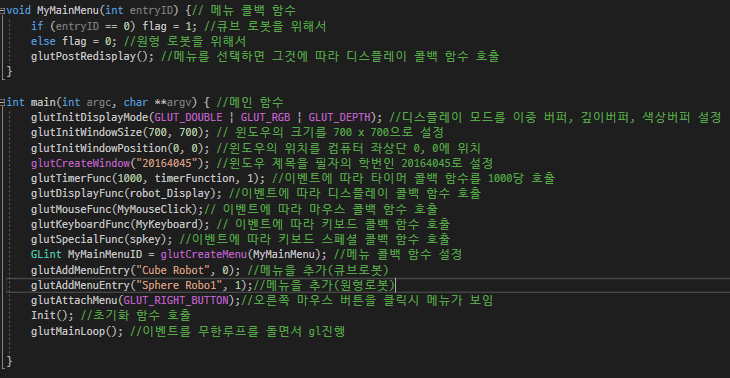 void MyMainMenu(int entryID) {// 메뉴 콜백 함수
if (entryID == 0) flag = 1; //큐브 로봇을 위해서
else flag = 0; //원형 로봇을 위해서
glutPostRedisplay(); //메뉴를 선택하면 그것에 따라 디스플레이 콜백 함수 호출
}
int main(int argc, char **argv) { //메인 함수
glutInitDisplayMode(GLUT_DOUBLE | GLUT_RGB | GLUT_DEPTH); //디스플레이 모드를 이중 버퍼, 깊이버퍼, 색상버퍼 설정
glutInitWindowSize(700, 700); // 윈도우의 크기를 700 x 700으로 설정
glutInitWindowPosition(0, 0); //윈도우의 위치를 컴퓨터 좌상단 0, 0에 위치
glutCreateWindow("20164045"); //윈도우 제목을 필자의 학번인 20164045로 설정
glutTimerFunc(1000, timerFunction, 1); //이벤트에 따라 타이머 콜백 함수를 1000당 호출
glutDisplayFunc(robot_Display); //이벤트에 따라 디스플레이 콜백 함수 호출
glutMouseFunc(MyMouseClick);// 이벤트에 따라 마우스 콜백 함수 호출
glutKeyboardFunc(MyKeyboard); // 이벤트에 따라 키보드 콜백 함수 호출
glutSpecialFunc(spkey); //이벤트에 따라 키보드 스페셜 콜백 함수 호출
GLint MyMainMenuID = glutCreateMenu(MyMainMenu); //메뉴 콜백 함수 설정
glutAddMenuEntry("Cube Robot", 0); //메뉴을 추가(큐브로봇)
glutAddMenuEntry("Sphere Robo1", 1);//메뉴을 추가(원형로봇)
glutAttachMenu(GLUT_RIGHT_BUTTON);//오른쪽 마우스 버튼을 클릭시 메뉴가 보임
Init(); //초기화 함수 호출
glutMainLoop(); //이벤트를 무한루프를 돌면서 gl진행
}